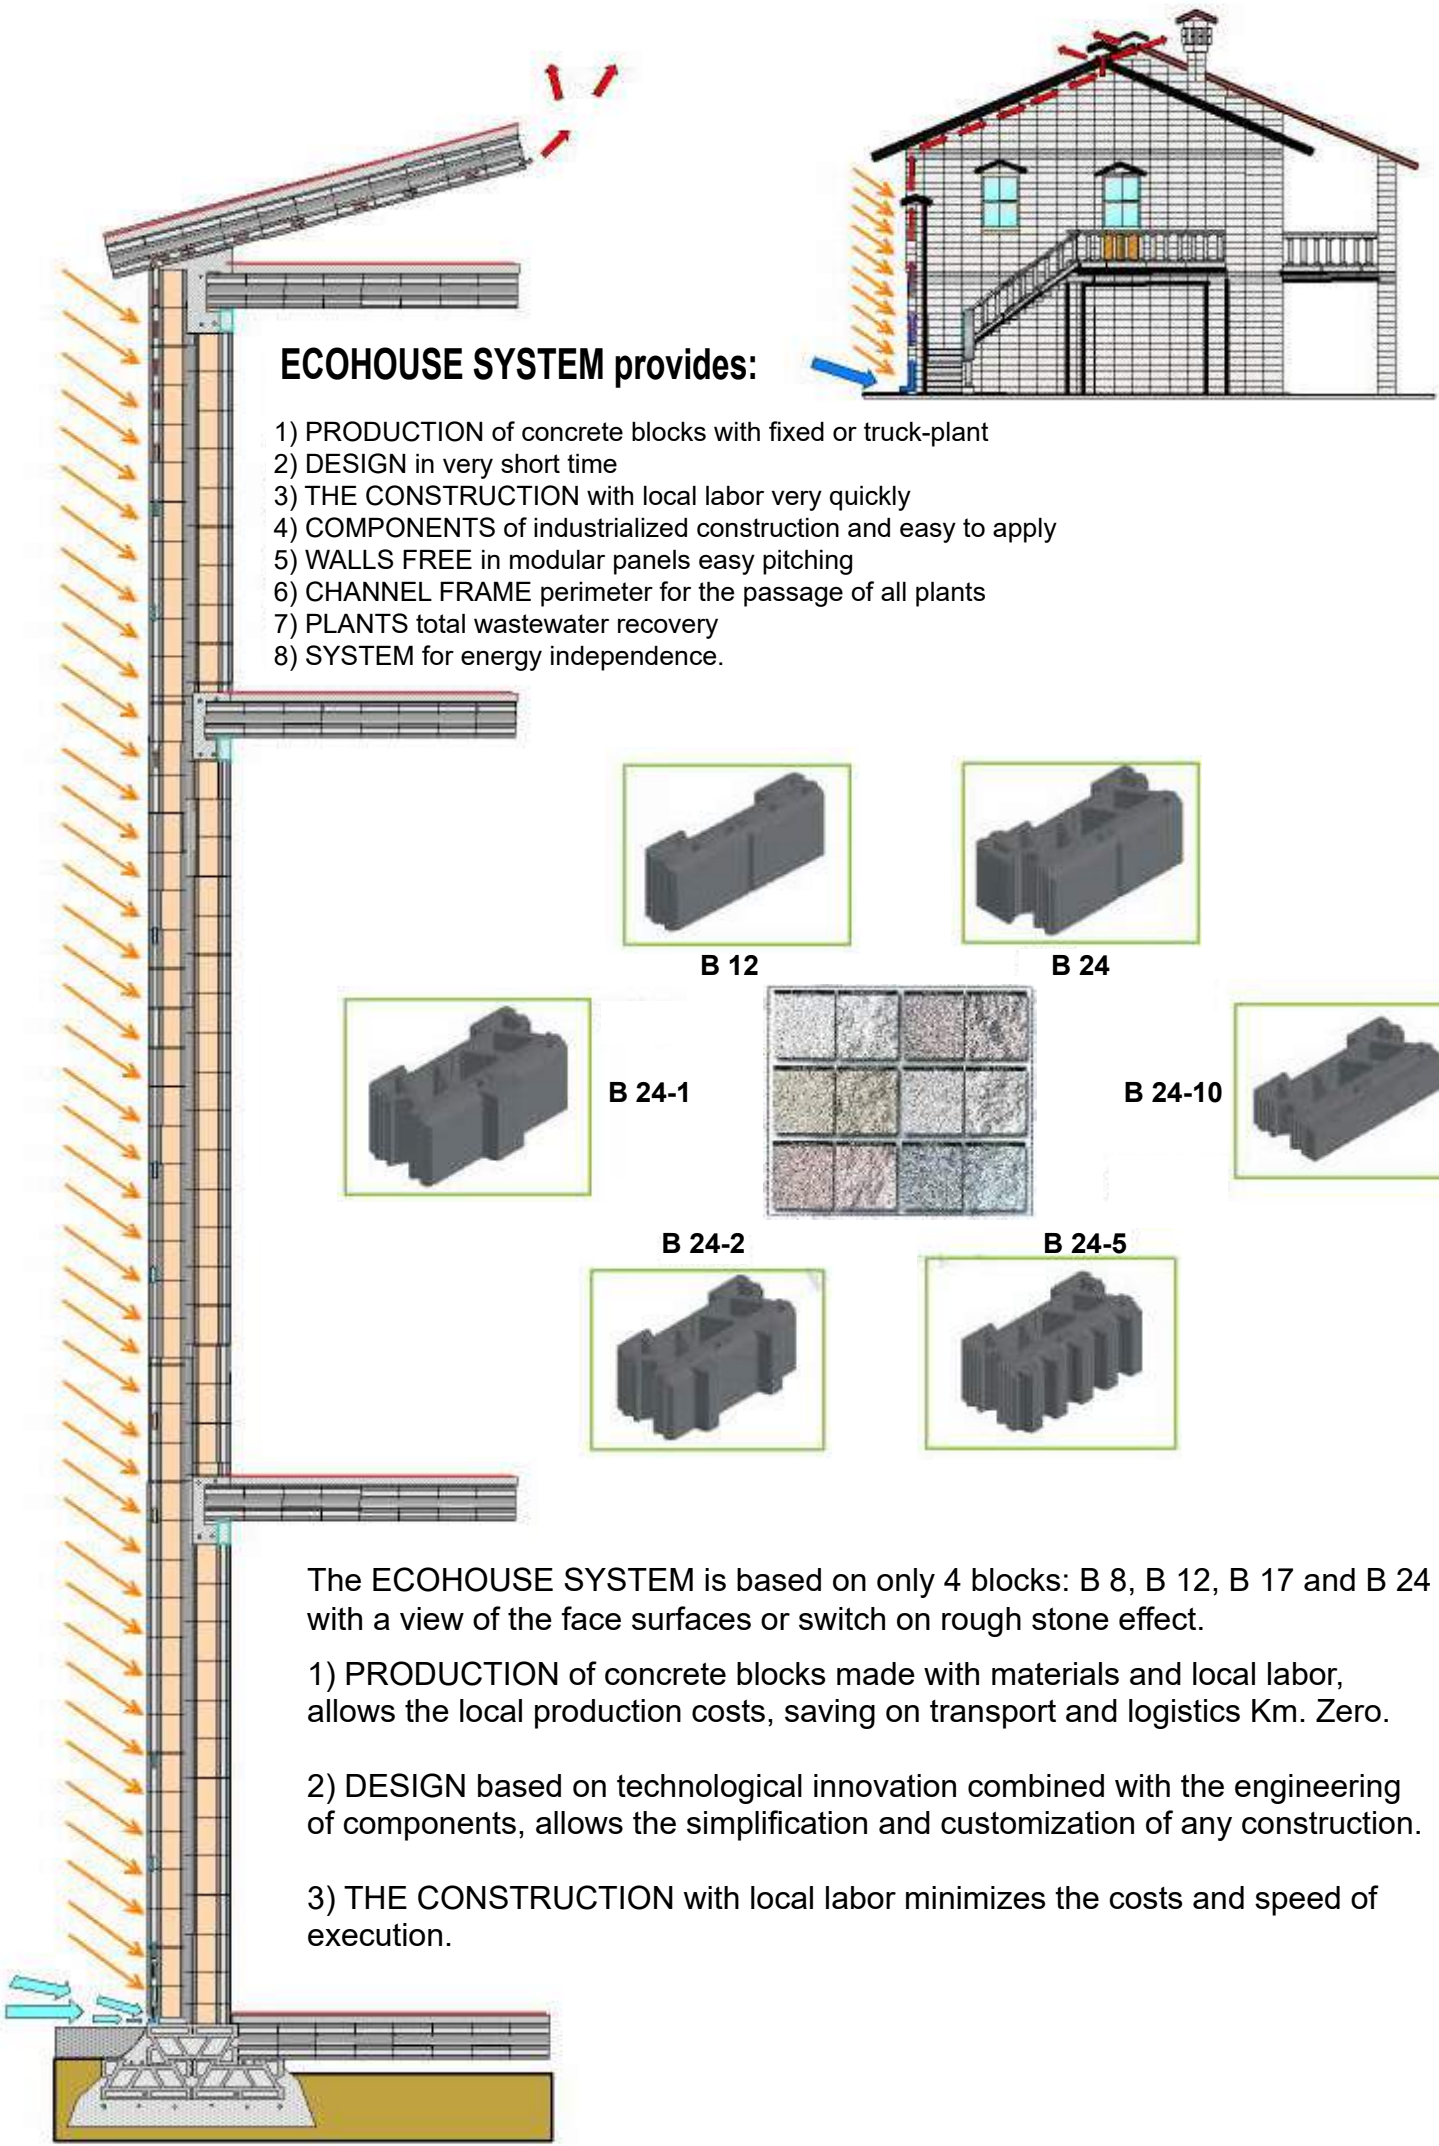 ECOHOUSE SYSTEM provides:
1) PRODUCTION of concrete blocks with fixed or truck-plant
2) DESIGN in very short time
3) THE CONSTRUCTION with local labor very quickly
4) COMPONENTS of industrialized construction and easy to apply
5) WALLS FREE in modular panels easy pitching
6) CHANNEL FRAME perimeter for the passage of all plants
7) PLANTS total wastewater recovery
8) SYSTEM for energy independence.
B 12
B 24
B 24-1
B 24-10
B 24-2
B 24-5
The ECOHOUSE SYSTEM is based on only 4 blocks: B 8, B 12, B 17 and B 24
with a view of the face surfaces or switch on rough stone effect.
1) PRODUCTION of concrete blocks made with materials and local labor,
allows the local production costs, saving on transport and logistics Km. Zero.
2) DESIGN based on technological innovation combined with the engineering
of components, allows the simplification and customization of any construction.
3) THE CONSTRUCTION with local labor minimizes the costs and speed of
execution.